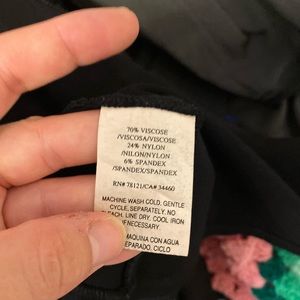 70% VISCOSE
/VISCOSA/VISCOSE
24% NYLON
/NILON/NYLON
6% SPANDEX
/SPANDEX/SPANDEX
RN# 78121/CA# 34460
MACHINE WASH COLD, GENTLE
CYCLE, SEPARATELY, NO
BLEACH, LINE DRY. COOL IRON
IF NECESSARY.
MAQUINA CON AGUA
SEPARADO, CICLO